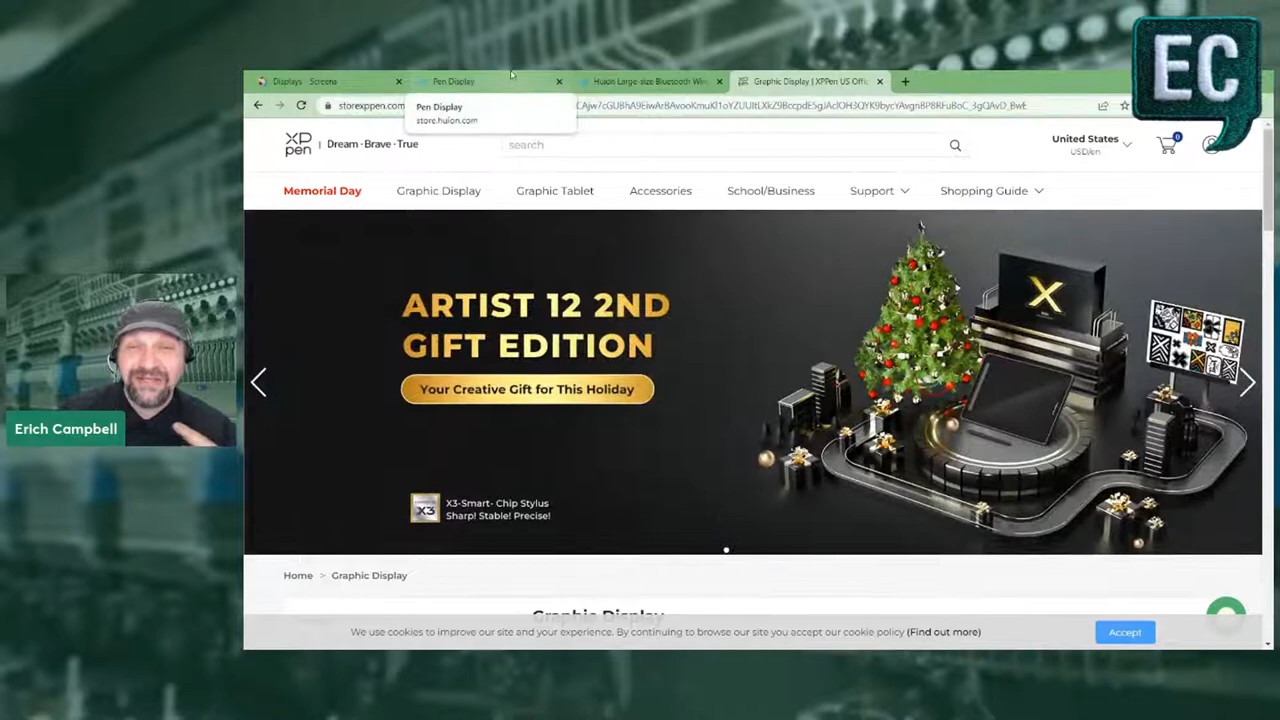 EC
Displays Screens
Pen Display
Huion Large-size Bluetooth Wir
Graphic Display | XPPen US Offi
storexppen.com
Pen Display
store.huion.com
XP
pen
Dream · Brave · True
search
United States
USD/en
0
Memorial Day
Graphic Display
Graphic Tablet
Accessories
School/Business
Support
Shopping Guide
ARTIST 12 2ND
GIFT EDITION
Your Creative Gift for This Holiday
X
X3
X3-Smart- Chip Stylus
Sharp! Stable! Precise!
Erich Campbell
Home > Graphic Display
Graphic Display
We use cookies to improve our site and your experience. By continuing to browse our site you accept our cookie policy (Find out more)
Accept